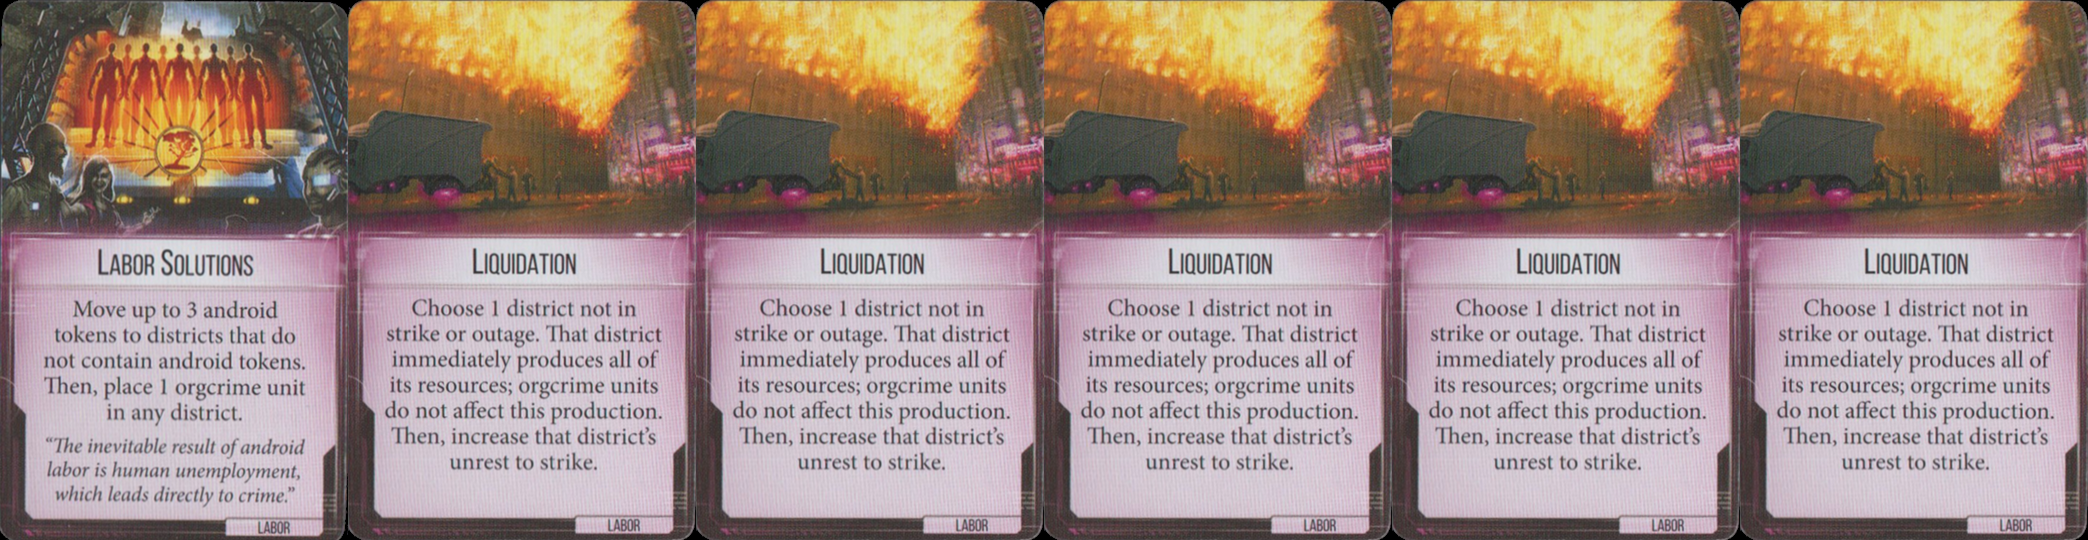 Labor Solutions
Move up to 3 android
tokens to districts that do
not contain android tokens.
Then, place 1 orgcrime unit
in any district.
“The inevitable result of android
labor is human unemployment,
which leads directly to crime.”
LABOR
Liquidation
Choose 1 district not in
strike or outage. That district
immediately produces all of
its resources; orgcrime units
do not affect this production.
Then, increase that district’s
unrest to strike.
LABOR
Liquidation
Choose 1 district not in
strike or outage. That district
immediately produces all of
its resources; orgcrime units
do not affect this production.
Then, increase that district’s
unrest to strike.
LABOR
Liquidation
Choose 1 district not in
strike or outage. That district
immediately produces all of
its resources; orgcrime units
do not affect this production.
Then, increase that district’s
unrest to strike.
LABOR
Liquidation
Choose 1 district not in
strike or outage. That district
immediately produces all of
its resources; orgcrime units
do not affect this production.
Then, increase that district’s
unrest to strike.
LABOR
Liquidation
Choose 1 district not in
strike or outage. That district
immediately produces all of
its resources; orgcrime units
do not affect this production.
Then, increase that district’s
unrest to strike.
LABOR